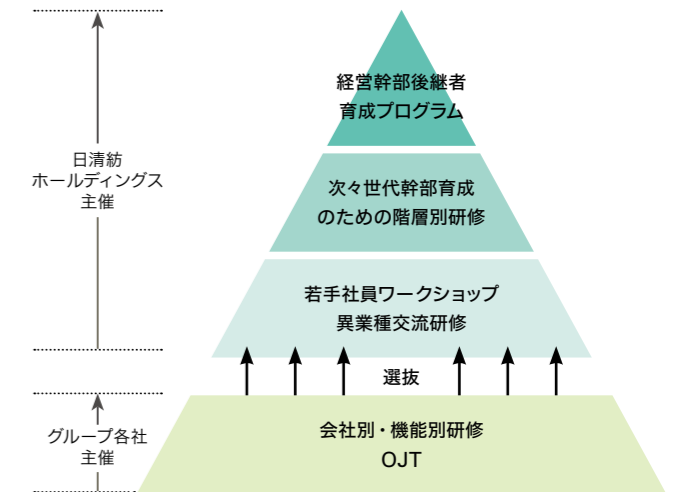 経営幹部後継者
育成プログラム
日清紡
ホールディングス
主催
次々世代幹部育成
のための階層別研修
若手社員ワークショップ
異業種交流研修
選抜
グループ各社
主催
会社別・機能別研修
OJT